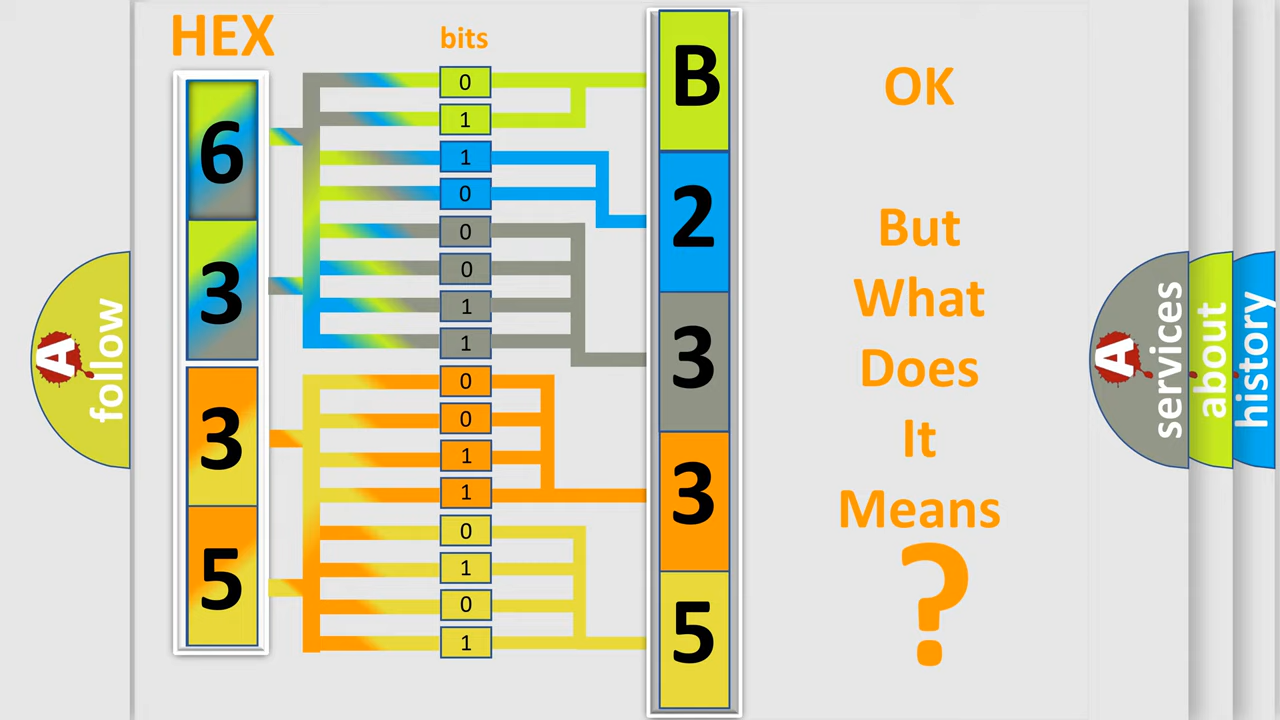 HEX
bits
6
3
3
5
0
1
1
0
0
0
1
1
0
0
1
1
0
1
0
1
B
2
3
3
5
OK
But
What
Does
It
Means
?
A
follow
A
services
about
history